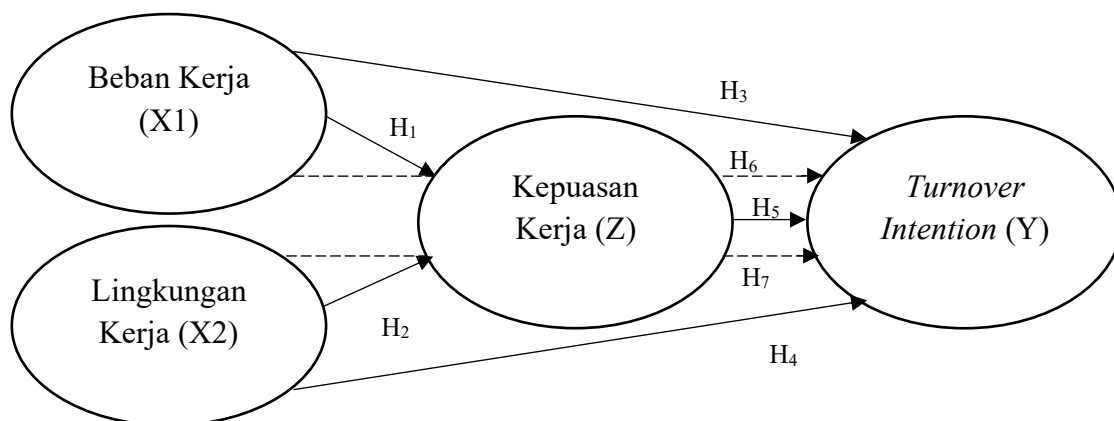 Beban Kerja
(X1)
H₃
H₁
H₆
Kepuasan
Kerja (Z)
H₅
Turnover
Intention (Y)
H₇
Lingkungan
Kerja (X2)
H₂
H₄